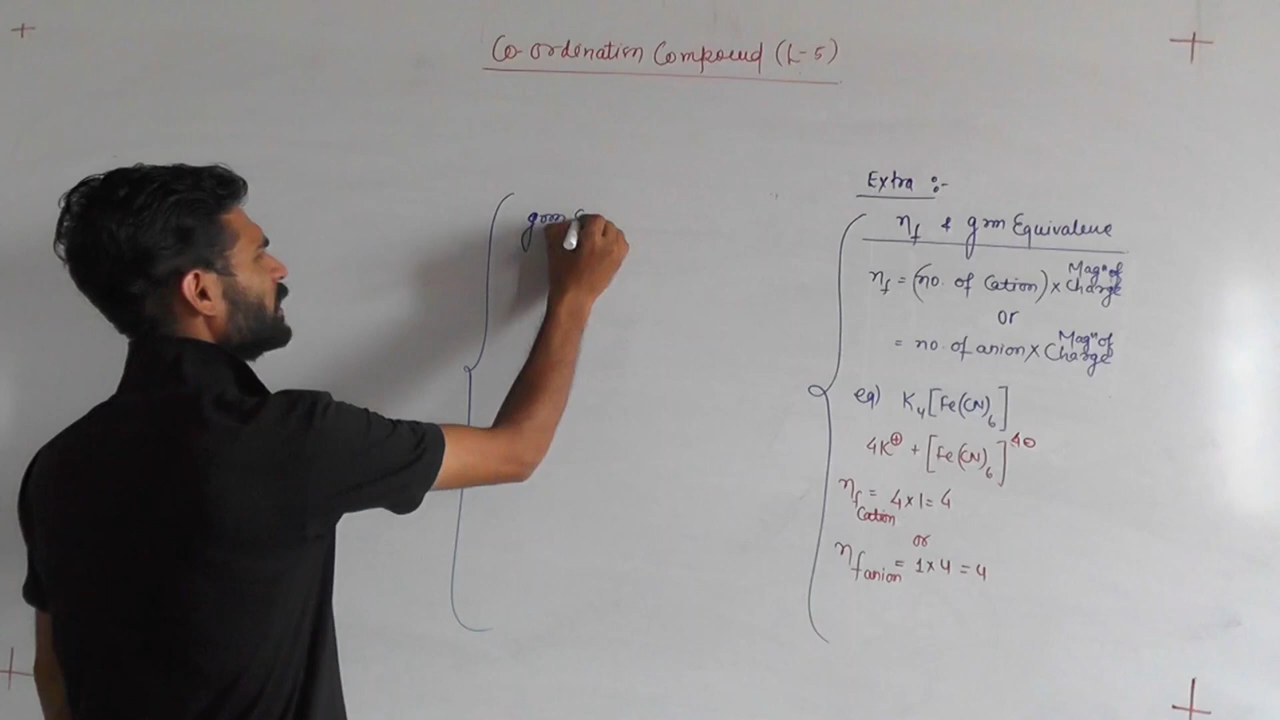 Co-ordination Compound (L-5)
gram
Extra :-
nf & grm Equivalene
nf = (no. of Cation) x Magⁿ of Charge
or
= no. of anion x Magⁿ of Charge
eg) K₄[Fe(CN)₆]
4K⊕ + [Fe(CN)₆]⁴⊖
nf Cation = 4x1=4
or
nf anion = 1x4 = 4